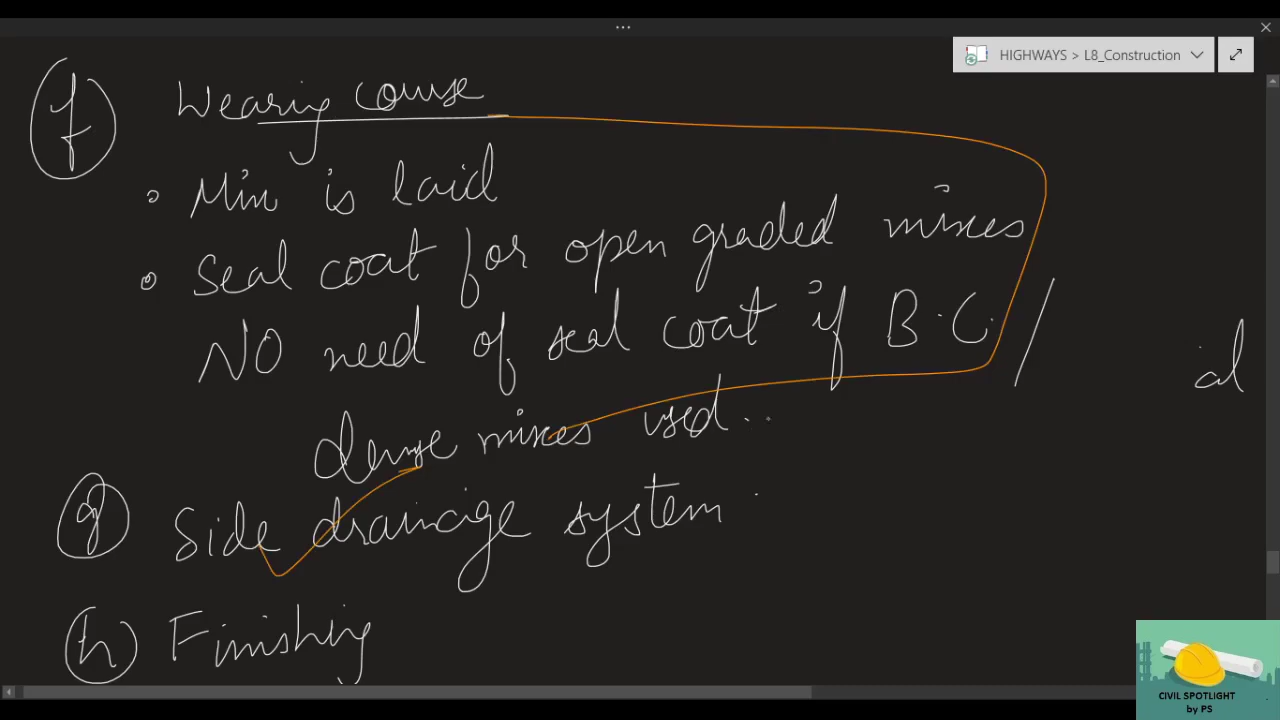 HIGHWAYS > L8_Construction
(f) Wearing course
• Mix is laid
• Seal coat for open graded mixes
NO need of seal coat if B.C. /
al
dense mixes used..
(g) Side drainage system
(h) Finishing
CIVIL SPOTLIGHT
by PS